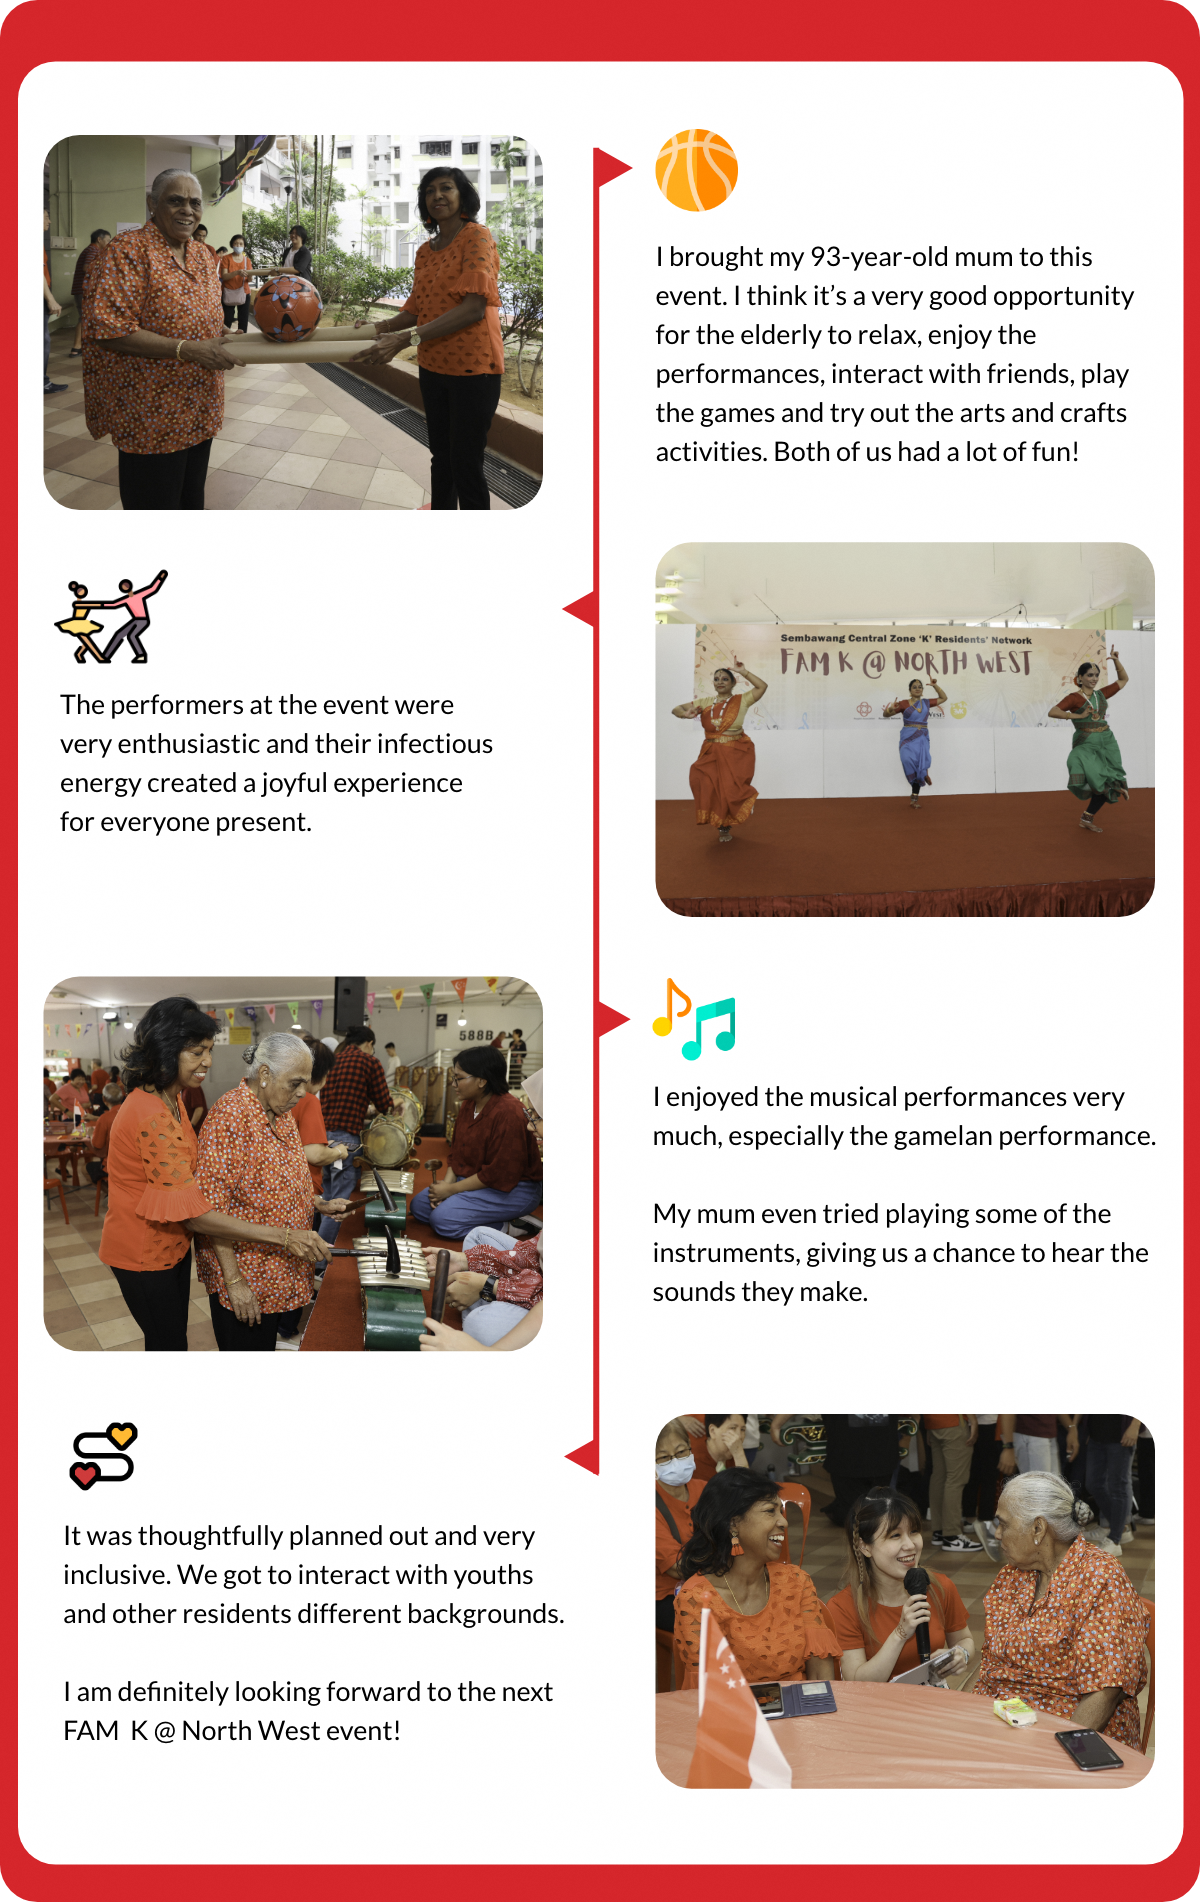 I brought my 93-year-old mum to this
event. I think it’s a very good opportunity
for the elderly to relax, enjoy the
performances, interact with friends, play
the games and try out the arts and crafts
activities. Both of us had a lot of fun!
Sembawang Central Zone ‘K’ Residents’ Network
FAM K @ NORTH WEST
The performers at the event were
very enthusiastic and their infectious
energy created a joyful experience
for everyone present.
588B
I enjoyed the musical performances very
much, especially the gamelan performance.
My mum even tried playing some of the
instruments, giving us a chance to hear the
sounds they make.
It was thoughtfully planned out and very
inclusive. We got to interact with youths
and other residents different backgrounds.
I am definitely looking forward to the next
FAM  K @ North West event!